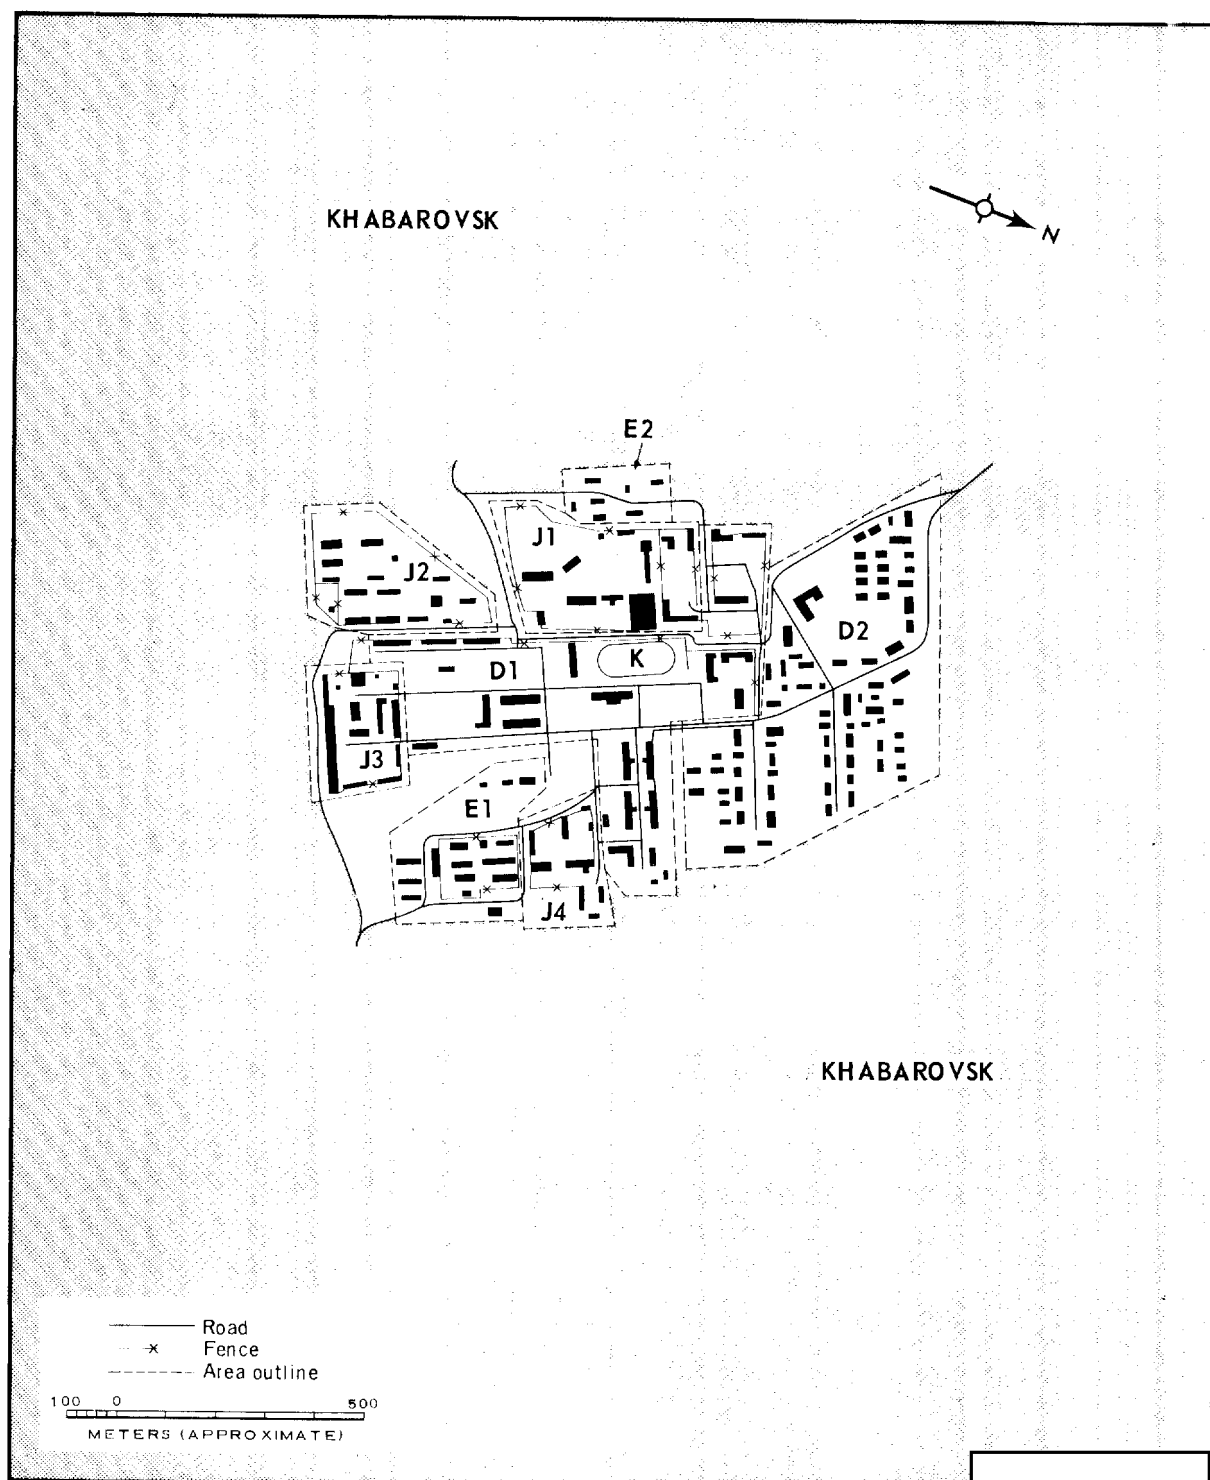 KHABAROVSK
N
E2
J1
J2
D2
K
D1
J3
E1
J4
KHABAROVSK
Road
Fence
Area outline
100 0 500
METERS (APPROXIMATE)